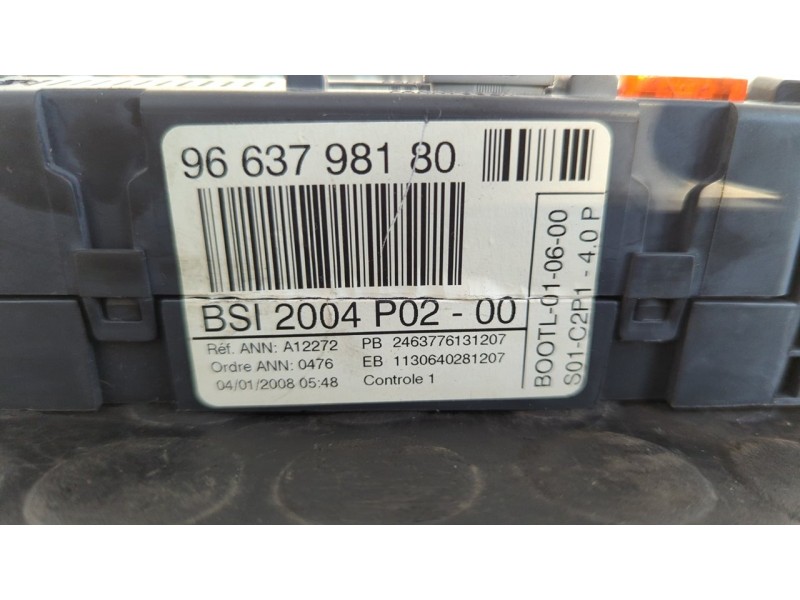 96 637 981 80
BSI 2004 P02 - 00
Réf. ANN: A12272 PB 2463776131207
Ordre ANN: 0476 EB 1130640281207
04/01/2008 05:48 Controle 1
BOOTL-01-06-00
S01-C2P1 - 4.0 P